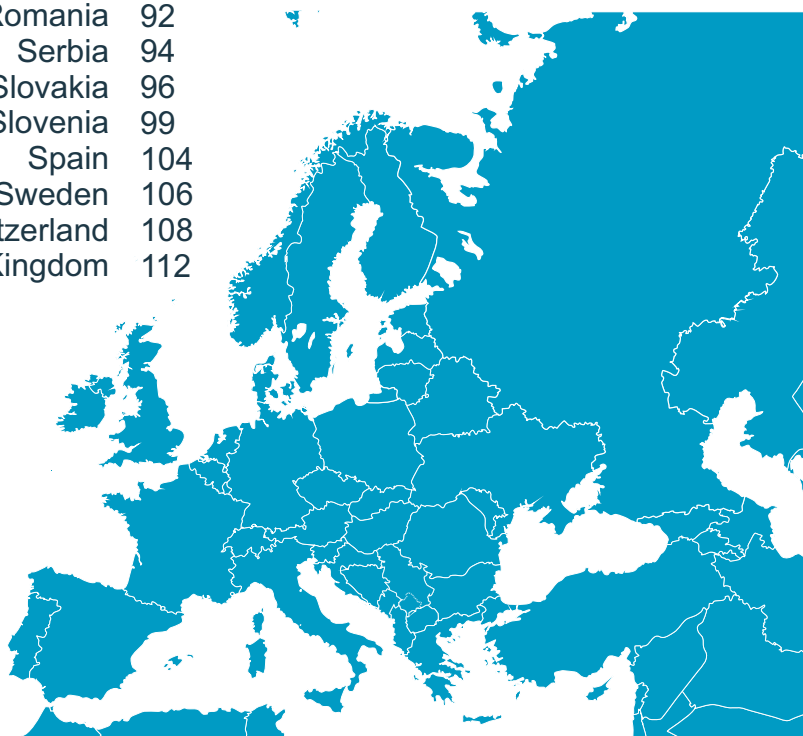 Romania 92
Serbia 94
Slovakia 96
Slovenia 99
Spain 104
Sweden 106
tzerland 108
Kingdom 112